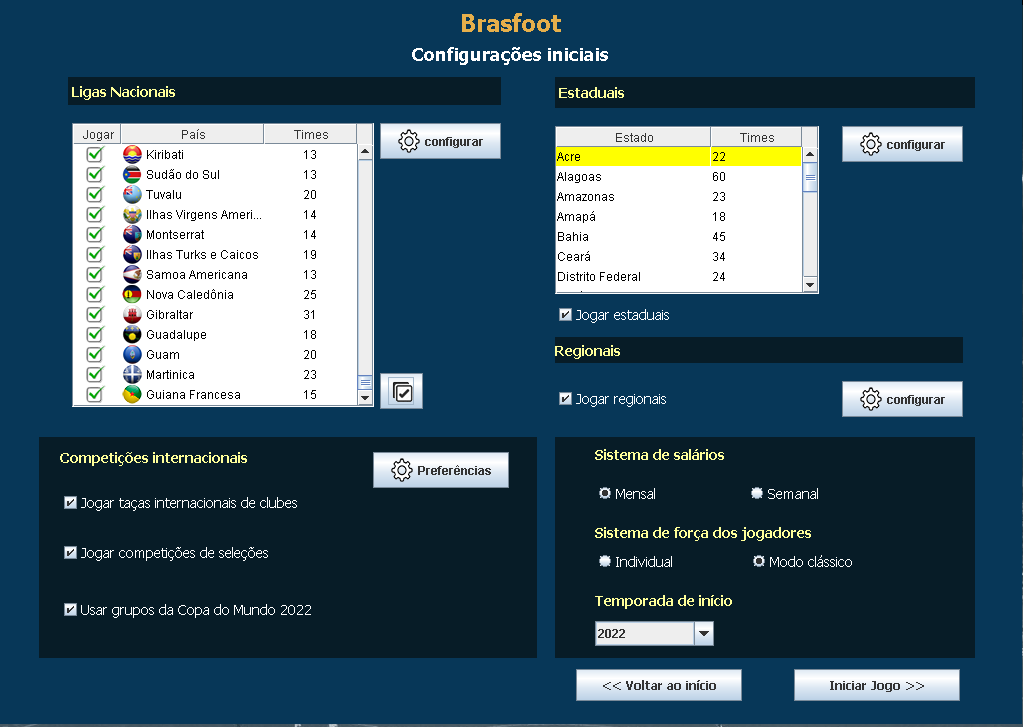 Brasfoot
Configurações iniciais
Ligas Nacionais
Jogar País Times
Kiribati 13
Sudão do Sul 13
Tuvalu 20
Ilhas Virgens Ameri... 14
Montserrat 14
Ilhas Turks e Caicos 19
Samoa Americana 13
Nova Caledônia 25
Gibraltar 31
Guadalupe 18
Guam 20
Martinica 23
Guiana Francesa 15
configurar
Estaduais
Estado Times
Acre 22
Alagoas 60
Amazonas 23
Amapá 18
Bahia 45
Ceará 34
Distrito Federal 24
configurar
Jogar estaduais
Regionais
Jogar regionais
configurar
Competições internacionais
Preferências
Jogar taças internacionais de clubes
Jogar competições de seleções
Usar grupos da Copa do Mundo 2022
Sistema de salários
Mensal Semanal
Sistema de força dos jogadores
Individual Modo clássico
Temporada de início
2022
<< Voltar ao início
Iniciar Jogo >>